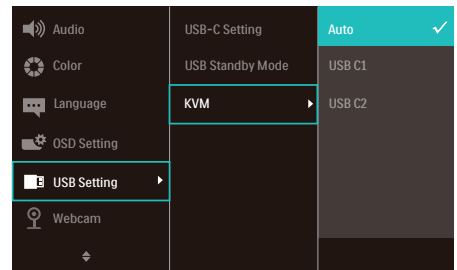 Audio
Color
Language
OSD Setting
USB Setting
Webcam
USB-C Setting
USB Standby Mode
KVM
Auto
USB C1
USB C2